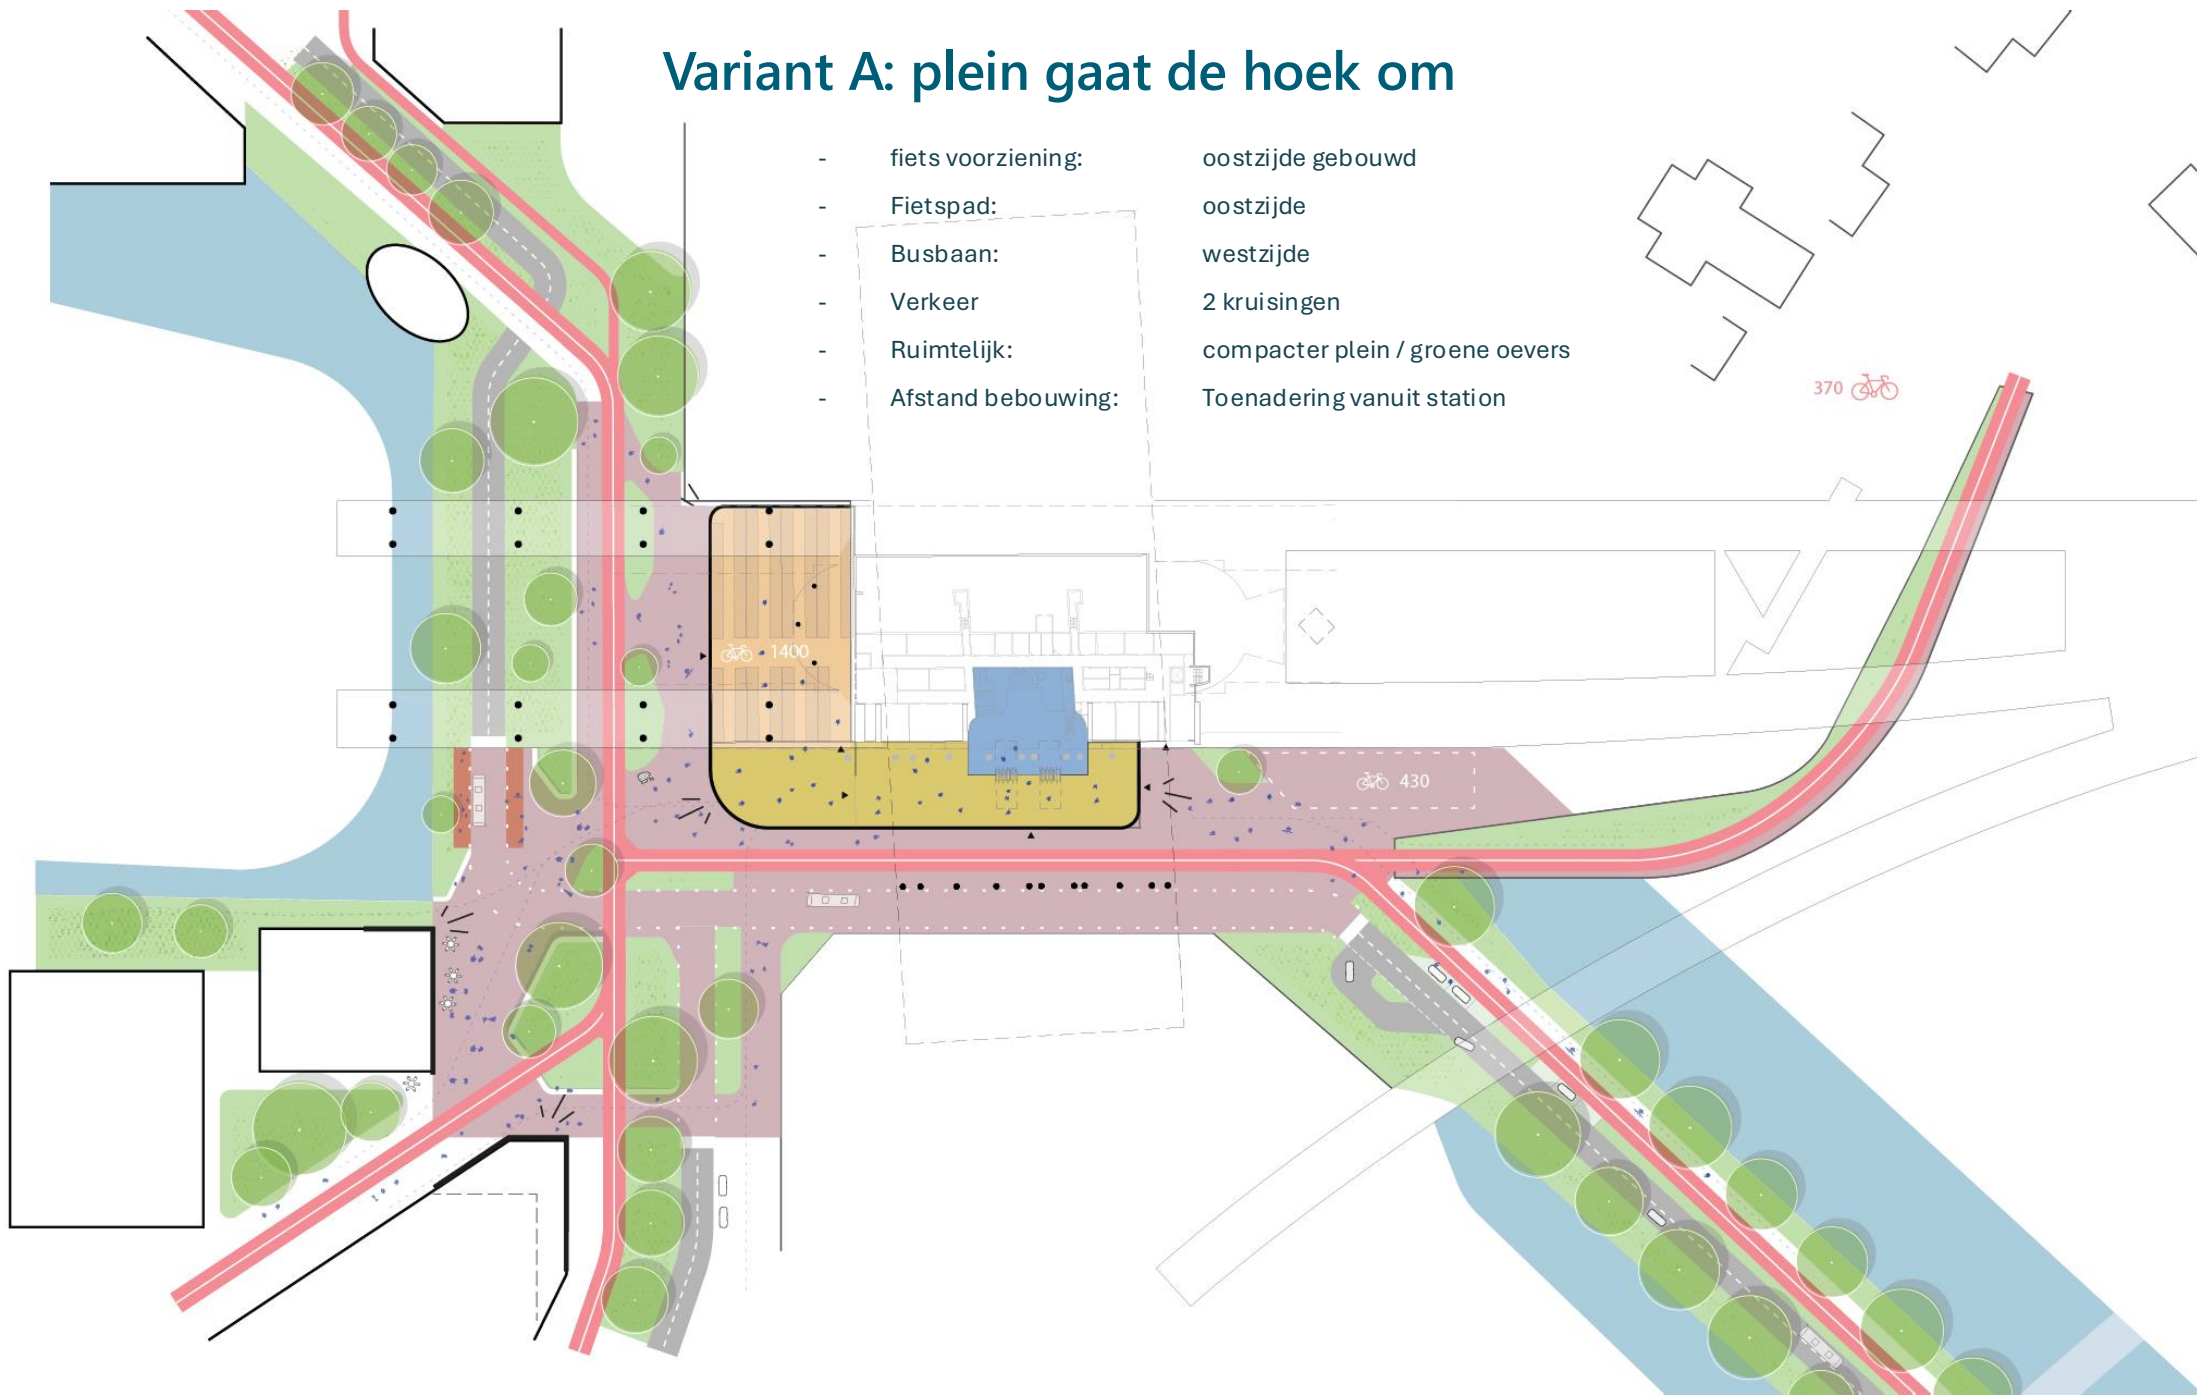 Variant A: plein gaat de hoek om
- fiets voorziening: oostzijde gebouwd
- Fietspad: oostzijde
- Busbaan: westzijde
- Verkeer 2 kruisingen
- Ruimtelijk: compacter plein / groene oevers
- Afstand bebouwing: Toenadering vanuit station
370
1400
430